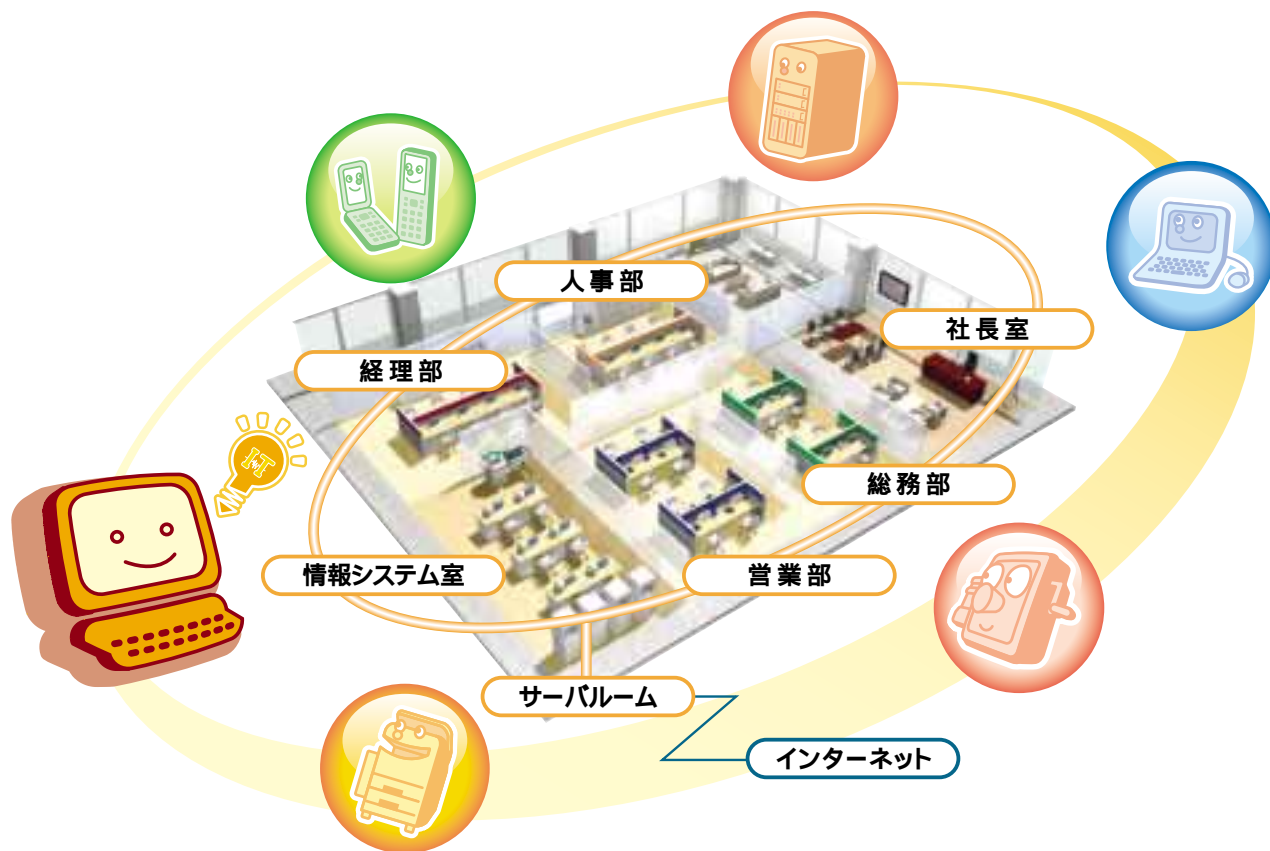 人事部
社長室
経理部
総務部
情報システム室
営業部
サーバルーム
インターネット